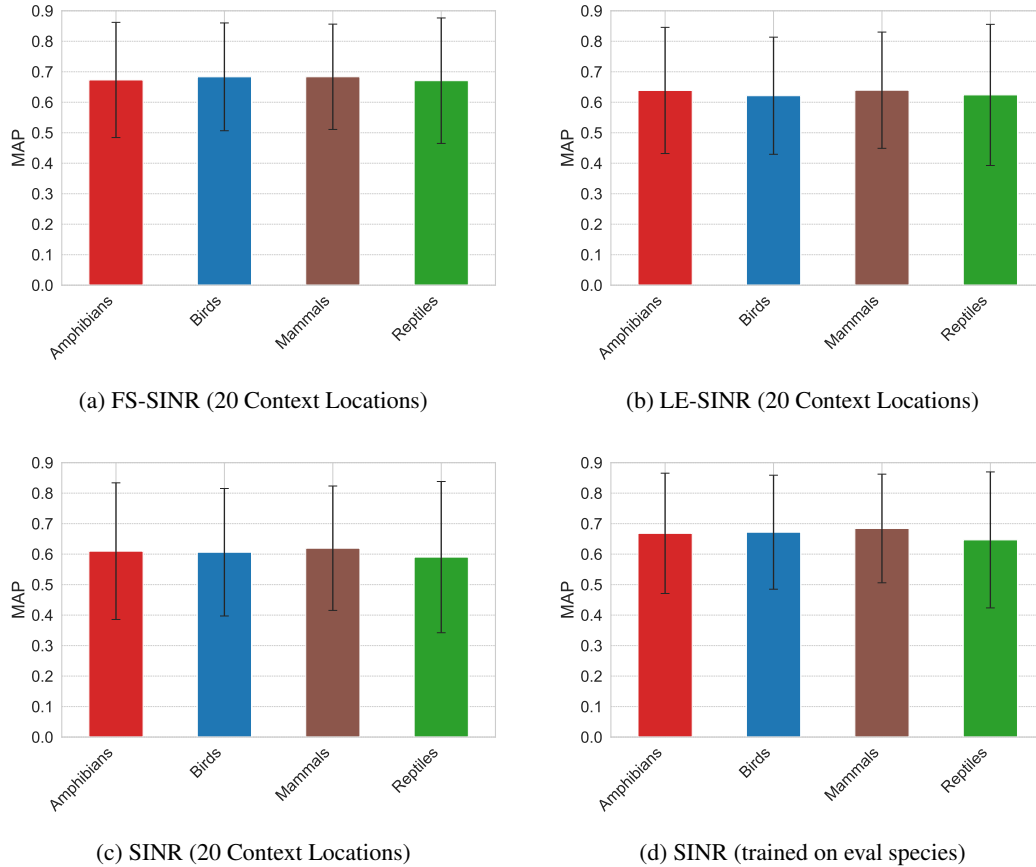 0.9
0.8
0.7
0.6
0.5
0.4
0.3
0.2
0.1
0.0
MAP
Amphibians
Birds
Mammals
Reptiles
(a) FS-SINR (20 Context Locations)
0.9
0.8
0.7
0.6
0.5
0.4
0.3
0.2
0.1
0.0
MAP
Amphibians
Birds
Mammals
Reptiles
(b) LE-SINR (20 Context Locations)
0.9
0.8
0.7
0.6
0.5
0.4
0.3
0.2
0.1
0.0
MAP
Amphibians
Birds
Mammals
Reptiles
(c) SINR (20 Context Locations)
0.9
0.8
0.7
0.6
0.5
0.4
0.3
0.2
0.1
0.0
MAP
Amphibians
Birds
Mammals
Reptiles
(d) SINR (trained on eval species)